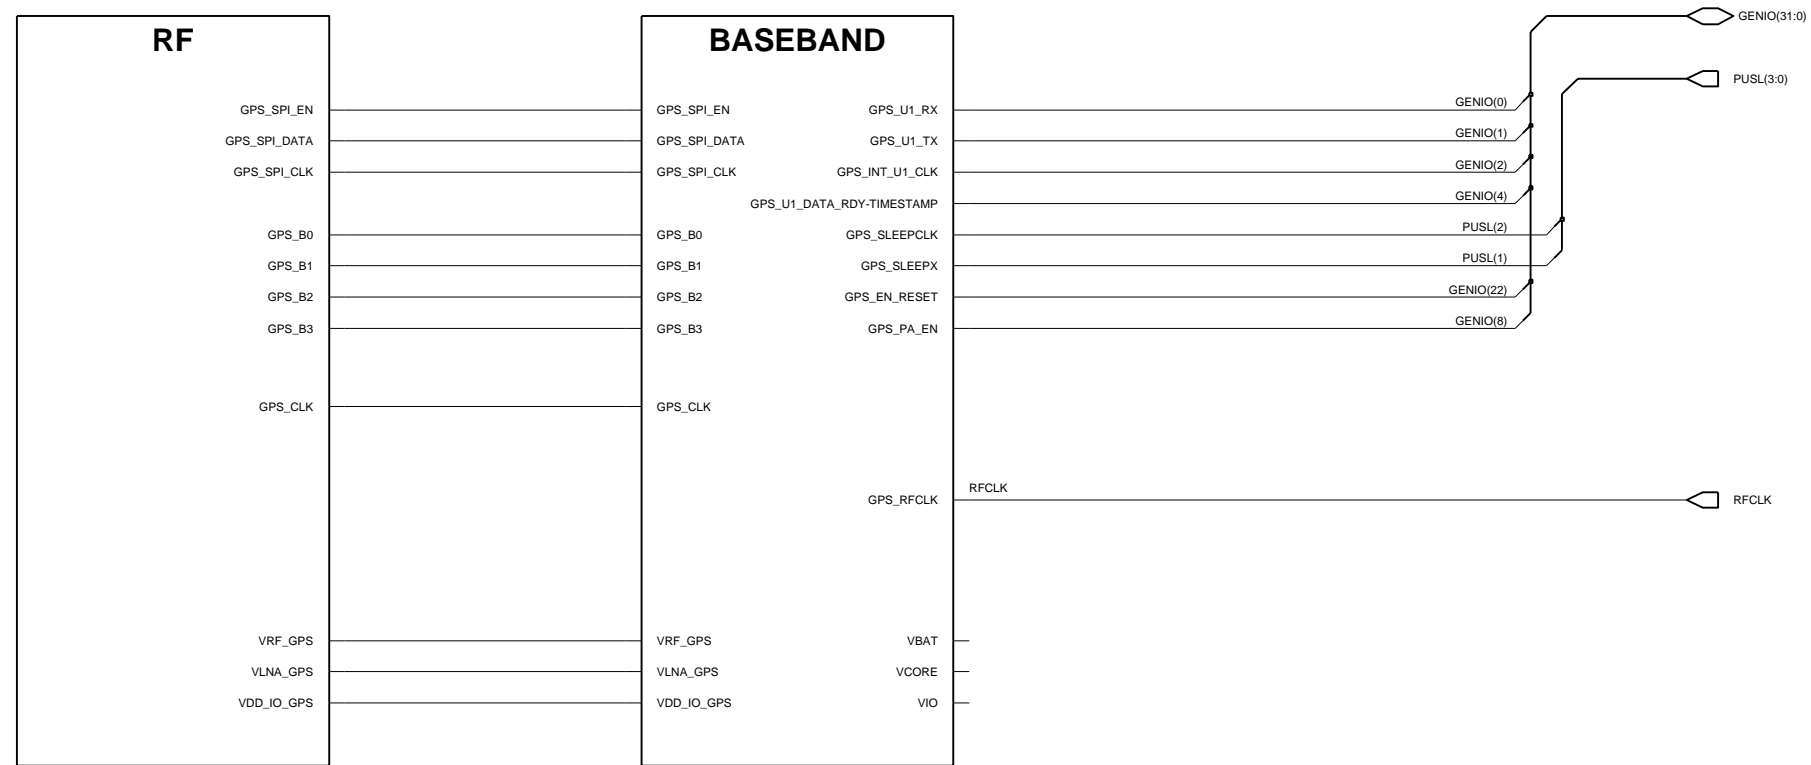 RF
BASEBAND
GENIO(31:0)
PUSL(3:0)
GPS_SPI_EN GPS_SPI_EN GPS_U1_RX GENIO(0)
GPS_SPI_DATA GPS_SPI_DATA GPS_U1_TX GENIO(1)
GPS_SPI_CLK GPS_SPI_CLK GPS_INT_U1_CLK GENIO(2)
GPS_U1_DATA_RDY-TIMESTAMP GENIO(4)
GPS_B0 GPS_B0 GPS_SLEEPCLK PUSL(2)
GPS_B1 GPS_B1 GPS_SLEEPX PUSL(1)
GPS_B2 GPS_B2 GPS_EN_RESET GENIO(22)
GPS_B3 GPS_B3 GPS_PA_EN GENIO(8)
GPS_CLK GPS_CLK
GPS_RFCLK RFCLK RFCLK
VRF_GPS VRF_GPS VBAT
VLNA_GPS VLNA_GPS VCORE
VDD_IO_GPS VDD_IO_GPS VIO